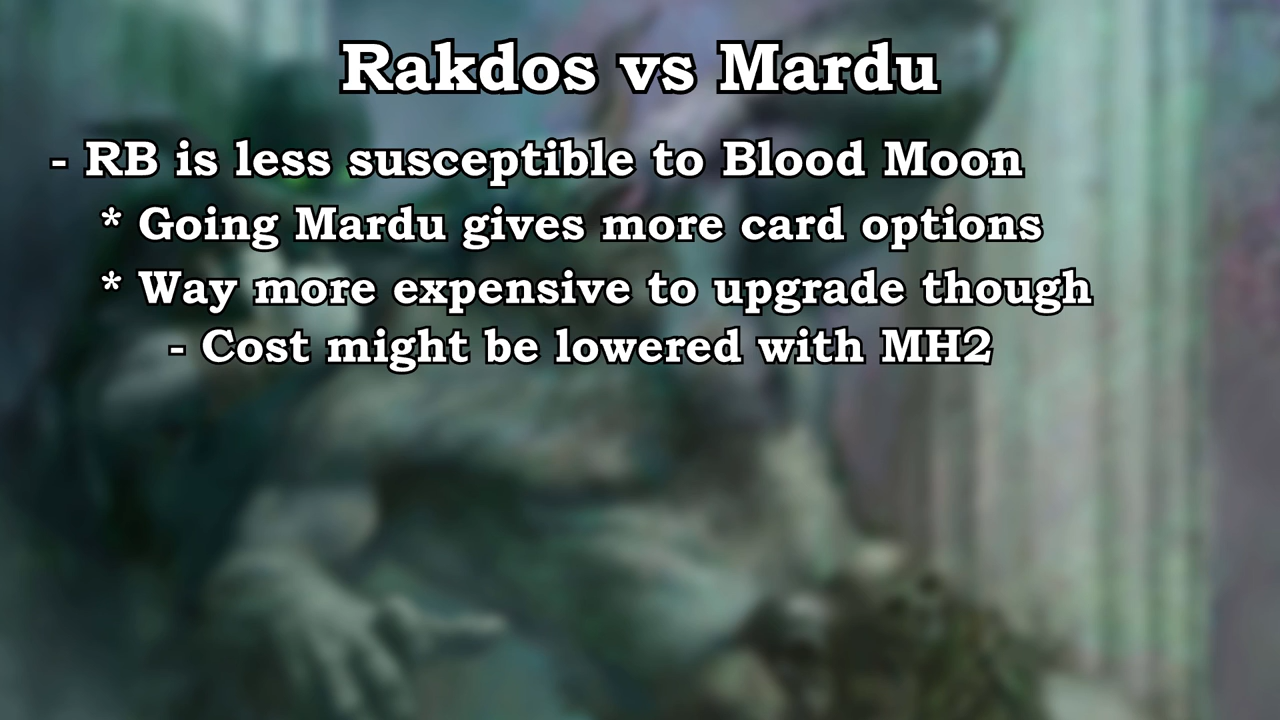 Rakdos vs Mardu
- RB is less susceptible to Blood Moon
* Going Mardu gives more card options
* Way more expensive to upgrade though
- Cost might be lowered with MH2